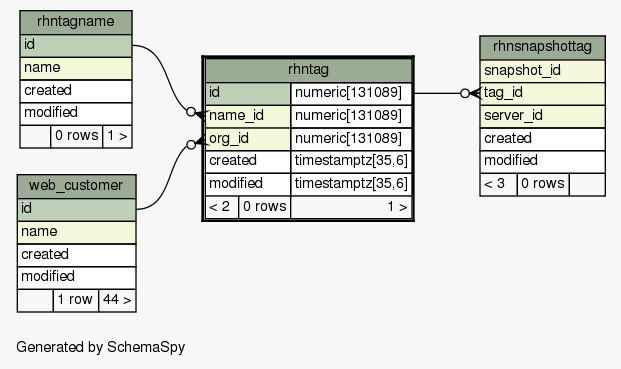 rhntagname
id
name
created
modified
0 rows 1 >
web_customer
id
name
created
modified
1 row 44 >
rhntag
id numeric[131089]
name_id numeric[131089]
org_id numeric[131089]
created timestamptz[35,6]
modified timestamptz[35,6]
< 2 0 rows 1 >
rhnsnapshottag
snapshot_id
tag_id
server_id
created
modified
< 3 0 rows
Generated by SchemaSpy